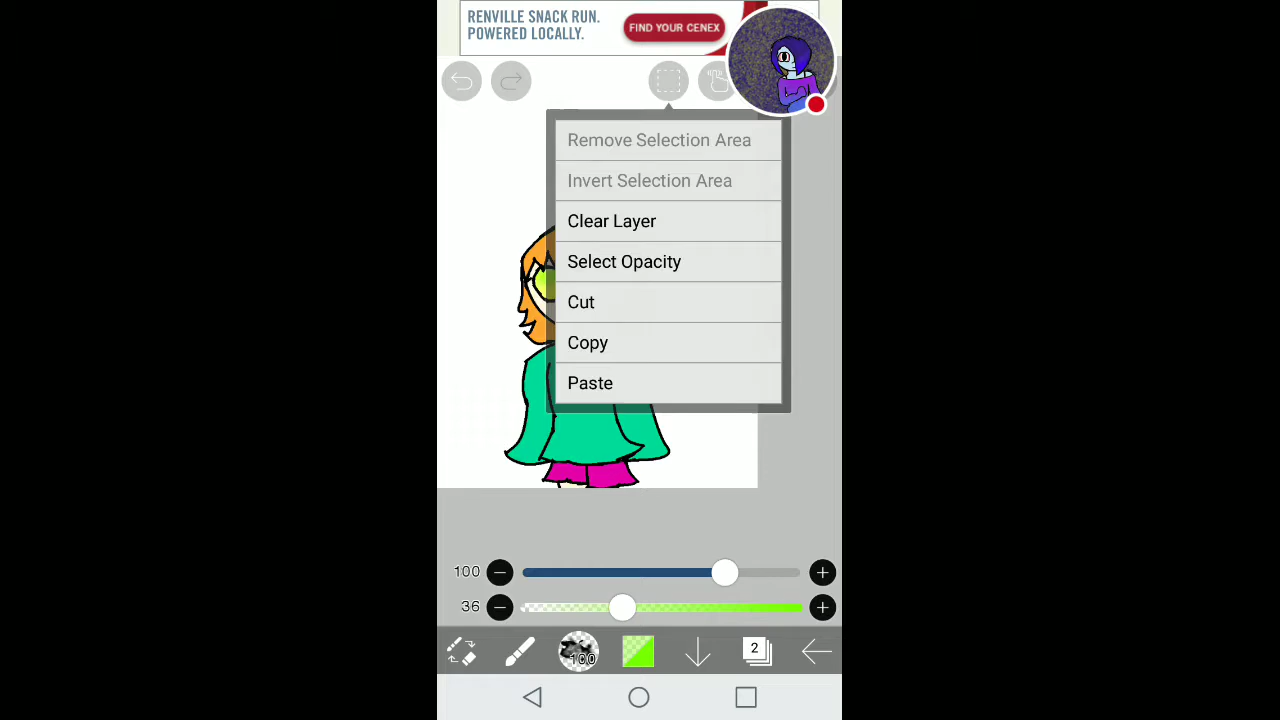 RENVILLE SNACK RUN.
POWERED LOCALLY.
FIND YOUR CENEX
Remove Selection Area
Invert Selection Area
Clear Layer
Select Opacity
Cut
Copy
Paste
100
36
100
2